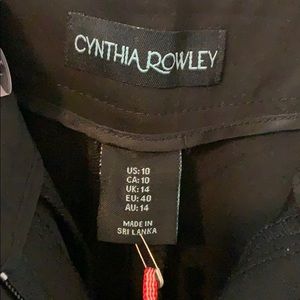 CYNTHIA ROWLEY
US: 10
CA: 10
UK: 14
EU: 40
AU: 14
MADE IN
SRI LANKA